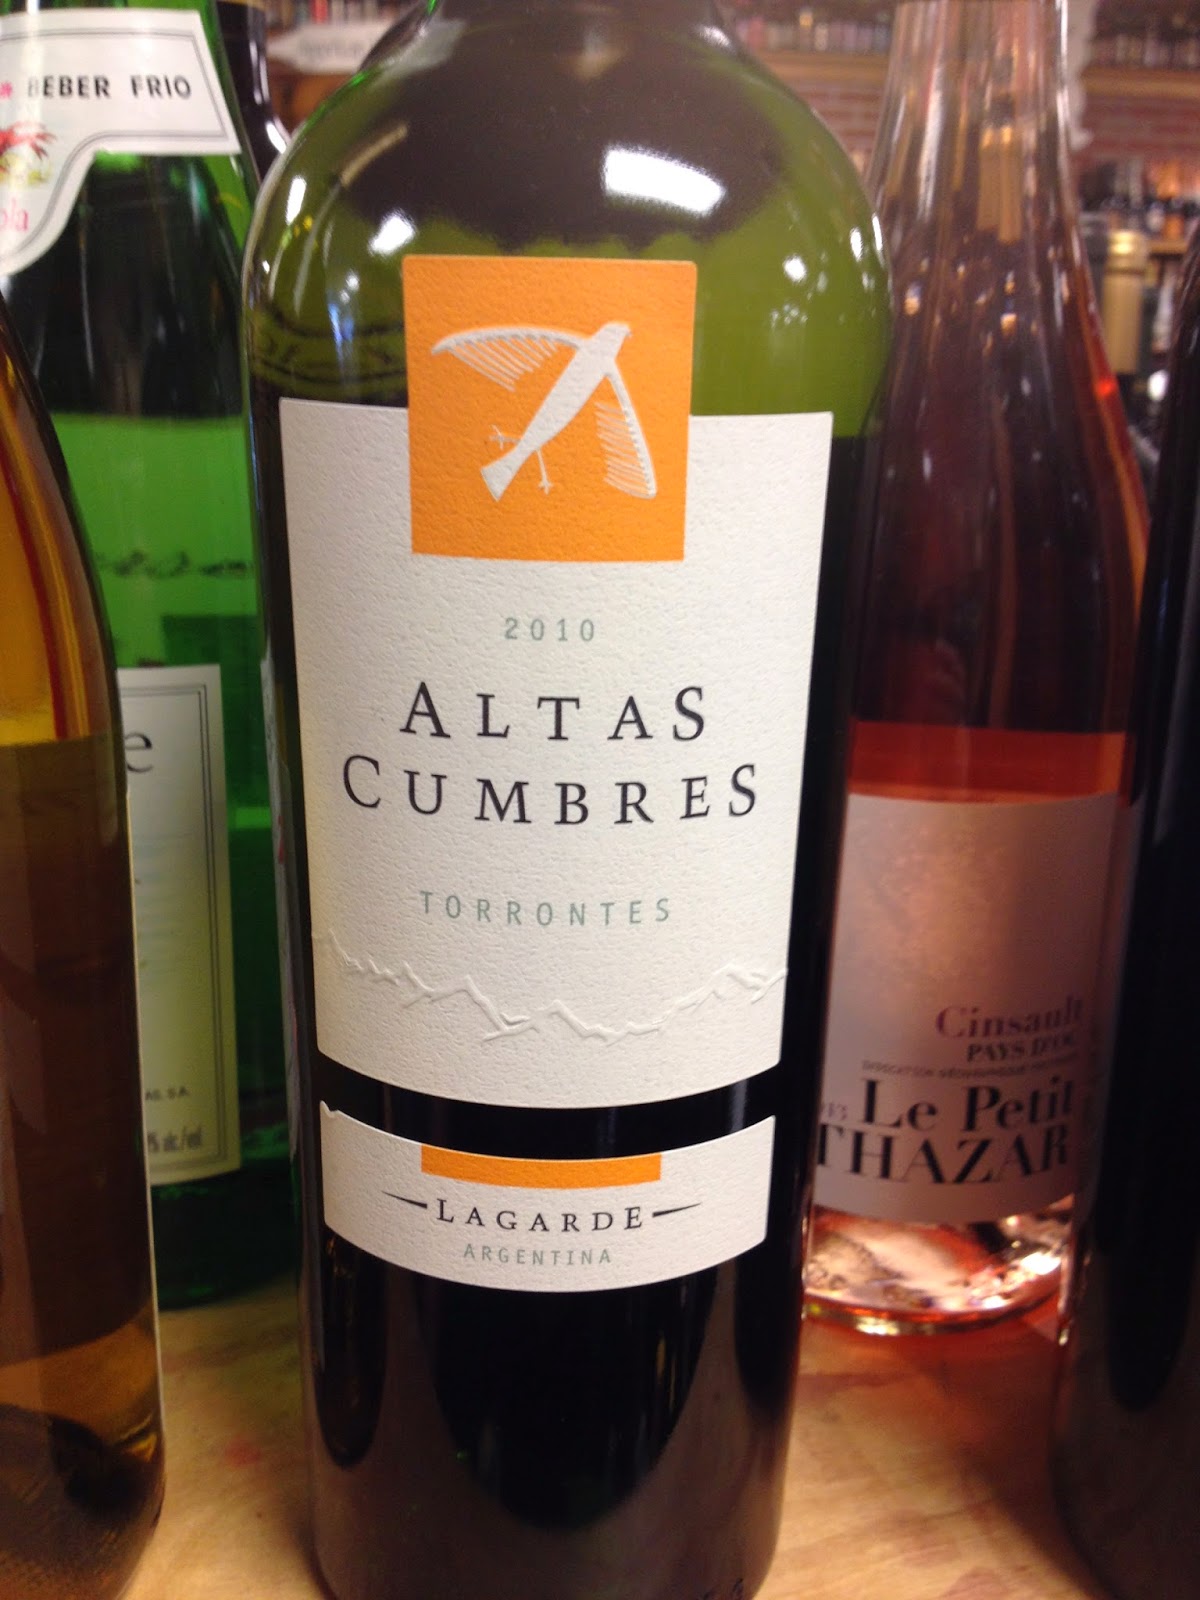 BEBER FRIO
2010
ALTAS
CUMBRES
TORRONTES
LAGARDE
ARGENTINA
Cinsault
PAYS D'OC
Le Petit
THAZAR